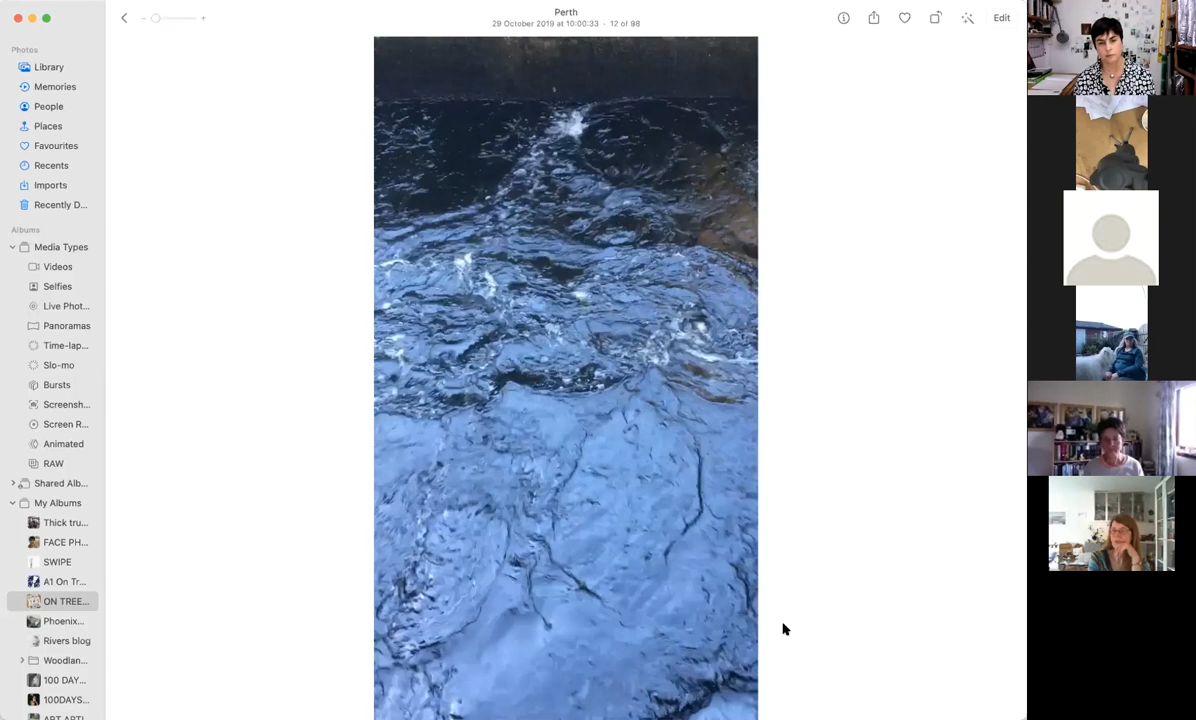 Perth
29 October 2019 at 10:00:33 · 12 of 98
Edit
Photos
Library
Memories
People
Places
Favourites
Recents
Imports
Recently D...
Albums
Media Types
Videos
Selfies
Live Phot...
Panoramas
Time-lap...
Slo-mo
Bursts
Screensh...
Screen R...
Animated
RAW
Shared Alb...
My Albums
Thick tru...
FACE PH...
SWIPE
A1 On Tr...
ON TREE...
Phoenix...
Rivers blog
Woodlan...
100 DAY...
100DAYS...
ART ARTI...